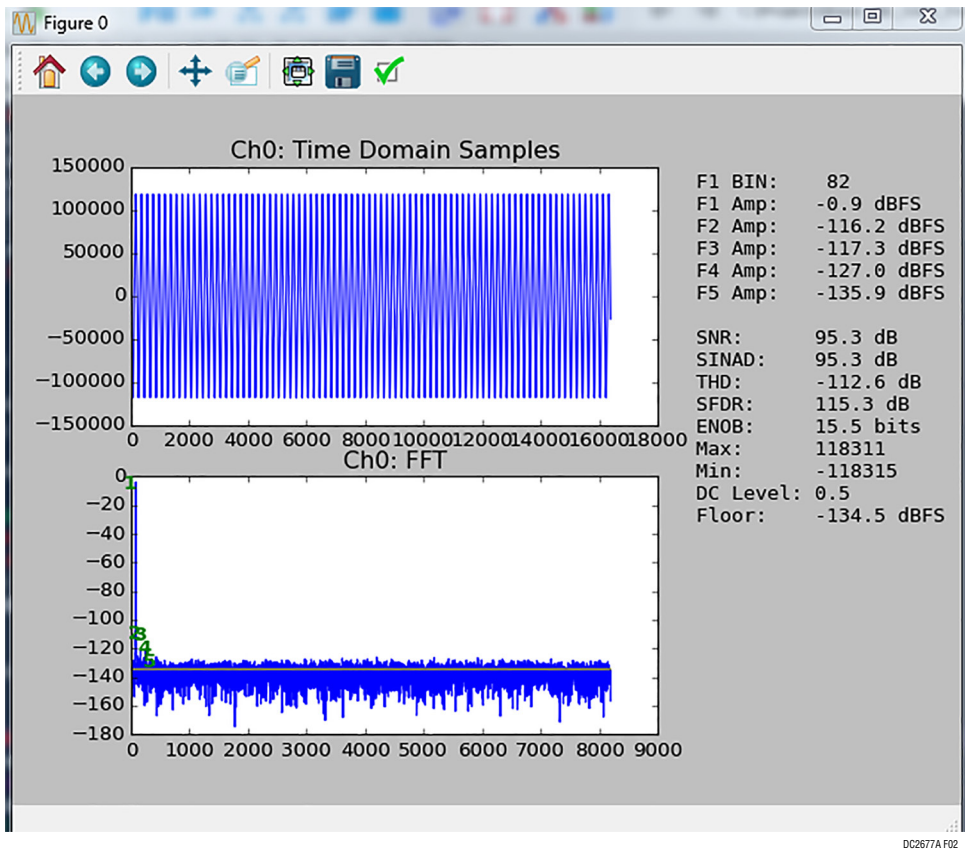 Figure 0
Ch0: Time Domain Samples
150000
100000
50000
0
−50000
−100000
−150000
0 2000 4000 6000 8000 10000 12000 14000 16000 18000
Ch0: FFT
0
−20
−40
−60
−80
−100
−120
−140
−160
−180
1
2
3
4
5
0 1000 2000 3000 4000 5000 6000 7000 8000 9000
F1 BIN: 82
F1 Amp: -0.9 dBFS
F2 Amp: -116.2 dBFS
F3 Amp: -117.3 dBFS
F4 Amp: -127.0 dBFS
F5 Amp: -135.9 dBFS
SNR: 95.3 dB
SINAD: 95.3 dB
THD: -112.6 dB
SFDR: 115.3 dB
ENOB: 15.5 bits
Max: 118311
Min: -118315
DC Level: 0.5
Floor: -134.5 dBFS
DC2677A F02